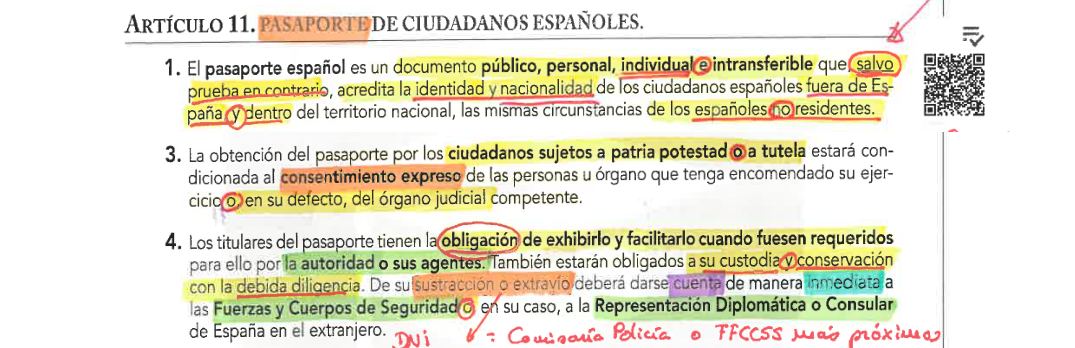 ARTÍCULO 11. PASAPORTE DE CIUDADANOS ESPAÑOLES.
1. El pasaporte español es un documento público, personal, individual e intransferible que, salvo
prueba en contrario, acredita la identidad y nacionalidad de los ciudadanos españoles fuera de Es-
paña y dentro del territorio nacional, las mismas circunstancias de los españoles no residentes.
3. La obtención del pasaporte por los ciudadanos sujetos a patria potestad o a tutela estará con-
dicionada al consentimiento expreso de las personas u órgano que tenga encomendado su ejer-
cicio o, en su defecto, del órgano judicial competente.
4. Los titulares del pasaporte tienen la obligación de exhibirlo y facilitarlo cuando fuesen requeridos
para ello por la autoridad o sus agentes. También estarán obligados a su custodia y conservación
con la debida diligencia. De su sustracción o extravío deberá darse cuenta de manera inmediata a
las Fuerzas y Cuerpos de Seguridad o, en su caso, a la Representación Diplomática o Consular
de España en el extranjero.
DNi = Comisaría Policía o FFCCSS más próximas